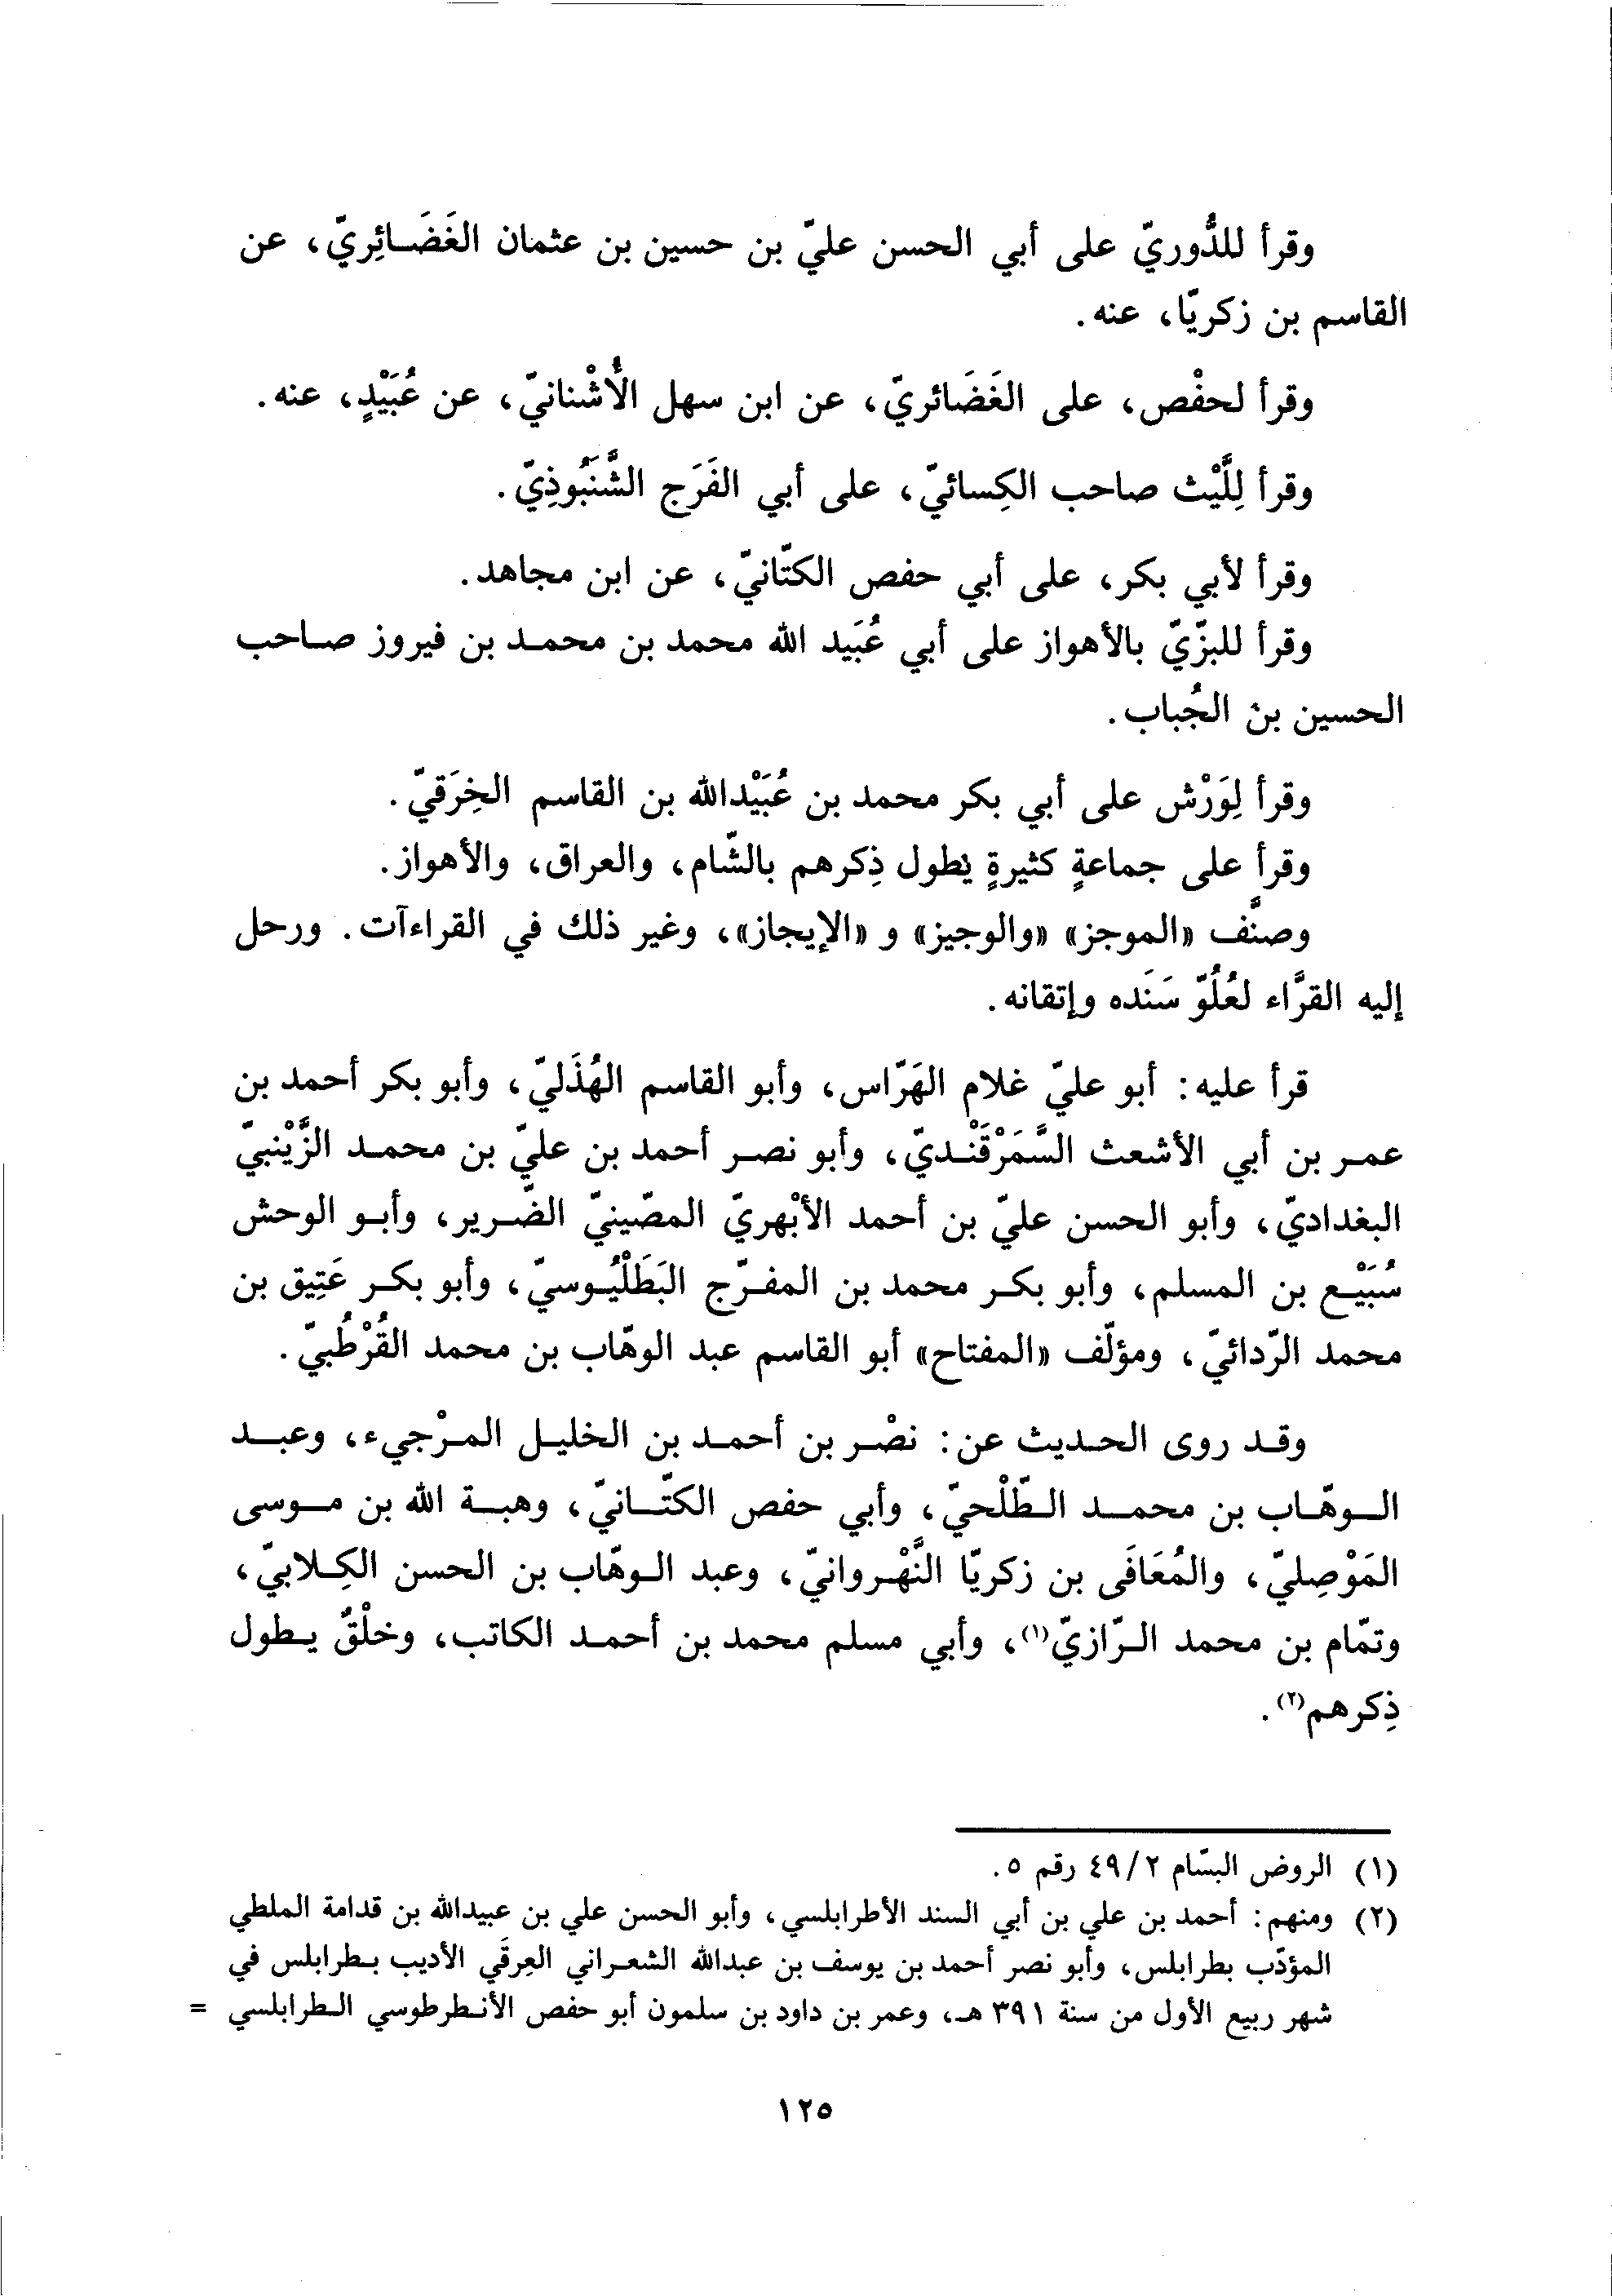 وقرأ للدُّوريّ على أبي الحسن عليّ بن حسين بن عثمان الغَضَائِريّ، عن
القاسم بن زكريّا، عنه.
وقرأ لحفْص، على الغَضَائريّ، عن ابن سهل الأُشْنانيّ، عن عُبَيْدٍ، عنه.
وقرأ لِلَّيْث صاحب الكِسائيّ، على أبي الفَرَج الشَّنَبُوذِيّ.
وقرأ لأبي بكر، على أبي حفص الكتّانيّ، عن ابن مجاهد.
وقرأ للبزّيّ بالأهواز على أبي عُبَيد الله محمد بن محمد بن فيروز صاحب
الحسين بن الحُباب.
وقرأ لِوَرْش على أبي بكر محمد بن عُبَيْدالله بن القاسم الخِرَقيّ.
وقرأ على جماعةٍ كثيرةٍ يطول ذِكرهم بالشّام، والعراق، والأهواز.
وصنَّف «الموجز» «والوجيز» و «الإيجاز»، وغير ذلك في القراءآت. ورحل
إليه القرَّاء لعُلُوّ سَنَده وإتقانه.
قرأ عليه: أبو عليّ غلام الهَرّاس، وأبو القاسم الهُذَليّ، وأبو بكر أحمد بن
عمر بن أبي الأشعث السَّمَرْقَنْديّ، وأبو نصر أحمد بن عليّ بن محمد الزَّيْنبيّ
البغداديّ، وأبو الحسن عليّ بن أحمد الأبْهريّ المصّينيّ الضّرير، وأبو الوحش
سُبَيْع بن المسلم، وأبو بكر محمد بن المفرّج البَطَلْيُوسيّ، وأبو بكر عَتِيق بن
محمد الرّدائيّ، ومؤلّف «المفتاح» أبو القاسم عبد الوهّاب بن محمد القُرْطُبيّ.
وقد روى الحديث عن: نصْر بن أحمد بن الخليل المرْجيء، وعبد
الوهّاب بن محمد الطّلْحيّ، وأبي حفص الكتّانيّ، وهبة الله بن موسى
المَوْصِليّ، والمُعَافَى بن زكريّا النَّهْروانيّ، وعبد الوهّاب بن الحسن الكِلابيّ،
وتمّام بن محمد الرّازيّ(١)، وأبي مسلم محمد بن أحمد الكاتب، وخلْقٌ يطول
ذِكرهم(٢).
(١) الروض البسّام ٤٩/٢ رقم ٥.
(٢) ومنهم: أحمد بن علي بن أبي السند الأطرابلسي، وأبو الحسن علي بن عبيدالله بن قدامة الملطي
المؤدّب بطرابلس، وأبو نصر أحمد بن يوسف بن عبدالله الشعراني العِرقَي الأديب بطرابلس في
شهر ربيع الأول من سنة ٣٩١ هـ، وعمر بن داود بن سلمون أبو حفص الأنطرطوسي الطرابلسي =
١٢٥